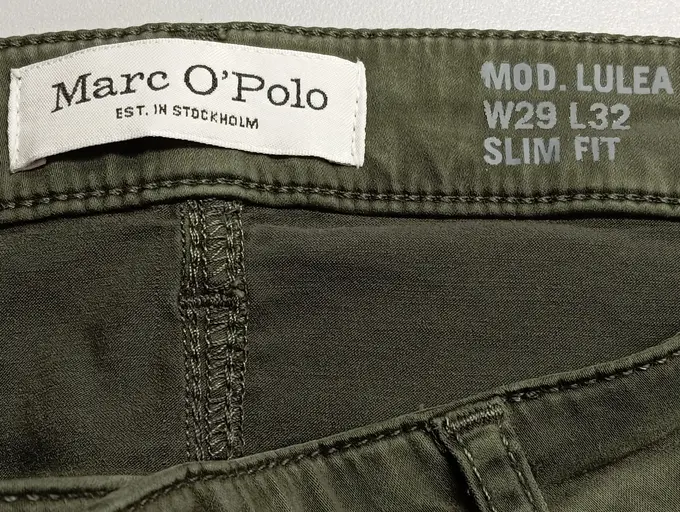 Marc O'Polo
EST. IN STOCKHOLM
MOD. LULEA
W29 L32
SLIM FIT